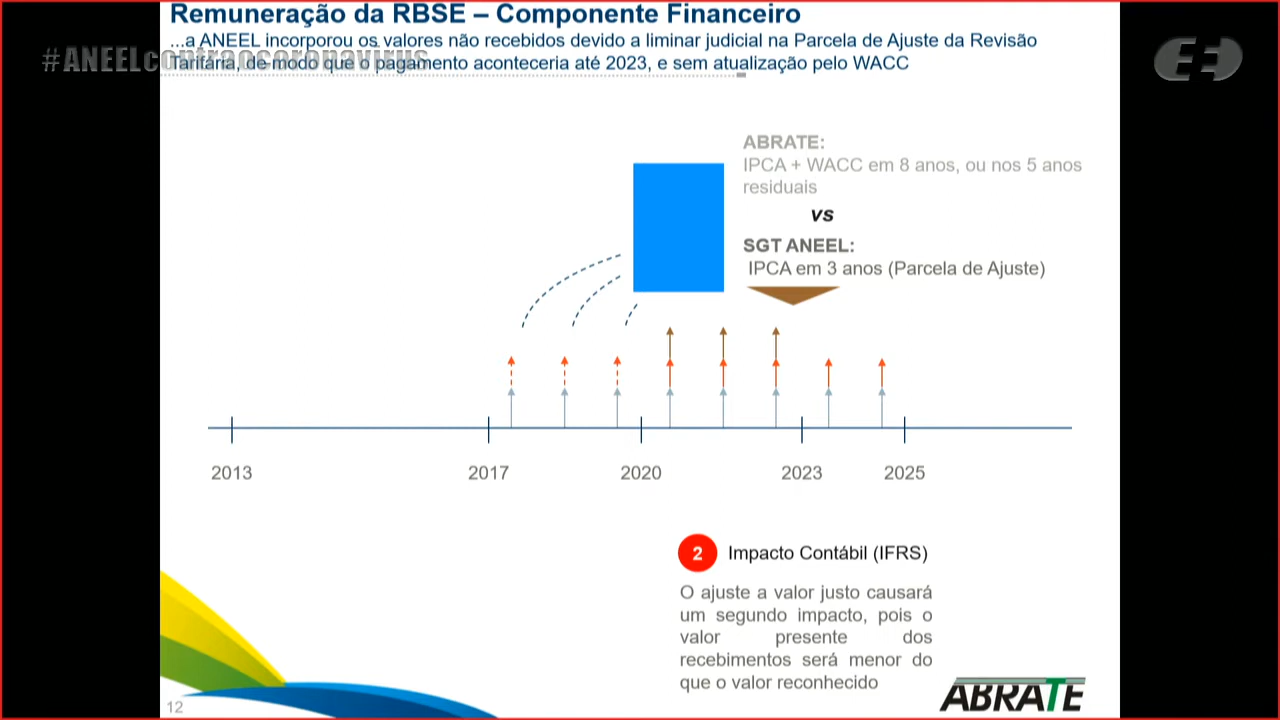 Remuneração da RBSE – Componente Financeiro
...a ANEEL incorporou os valores não recebidos devido a liminar judicial na Parcela de Ajuste da Revisão
Tarifária, de modo que o pagamento aconteceria até 2023, e sem atualização pelo WACC
#ANEELcontraocoronavirus
ABRATE:
IPCA + WACC em 8 anos, ou nos 5 anos
residuais
vs
SGT ANEEL:
IPCA em 3 anos (Parcela de Ajuste)
2013 2017 2020 2023 2025
2 Impacto Contábil (IFRS)
O ajuste a valor justo causará
um segundo impacto, pois o
valor presente dos
recebimentos será menor do
que o valor reconhecido
12
ABRATE